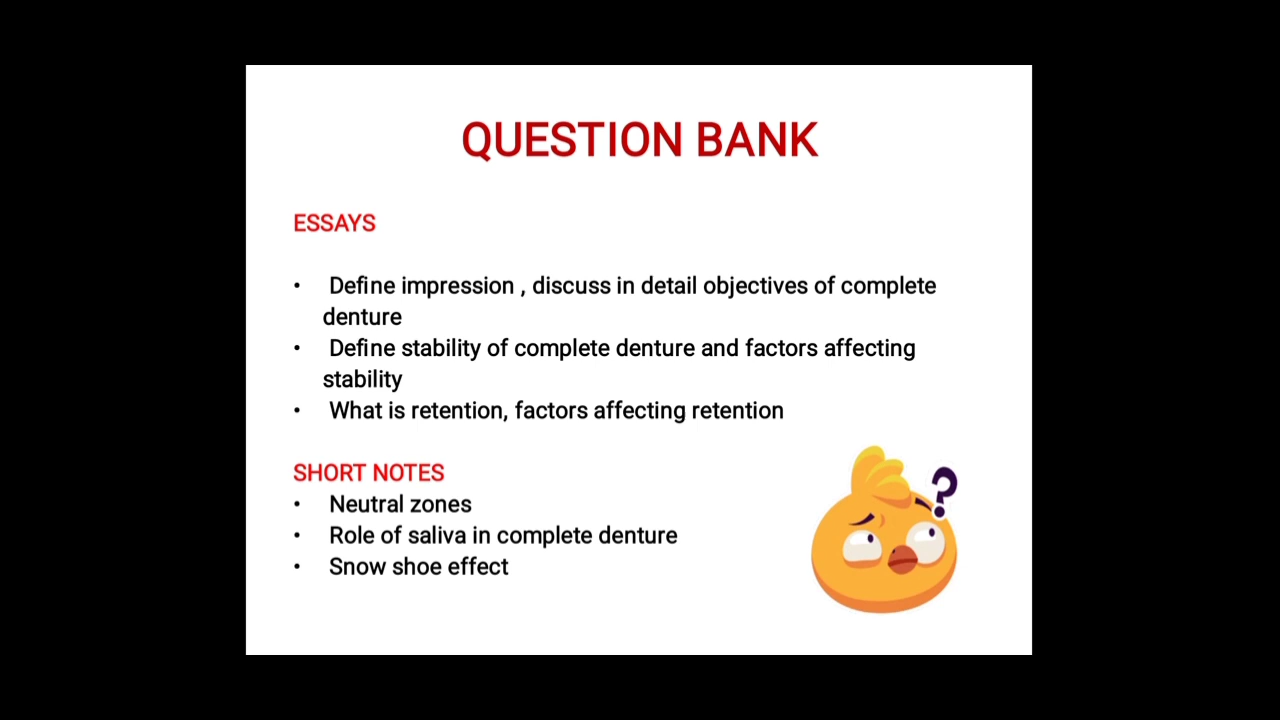 QUESTION BANK
ESSAYS
• Define impression , discuss in detail objectives of complete
denture
• Define stability of complete denture and factors affecting
stability
• What is retention, factors affecting retention
SHORT NOTES
• Neutral zones
• Role of saliva in complete denture
• Snow shoe effect
?